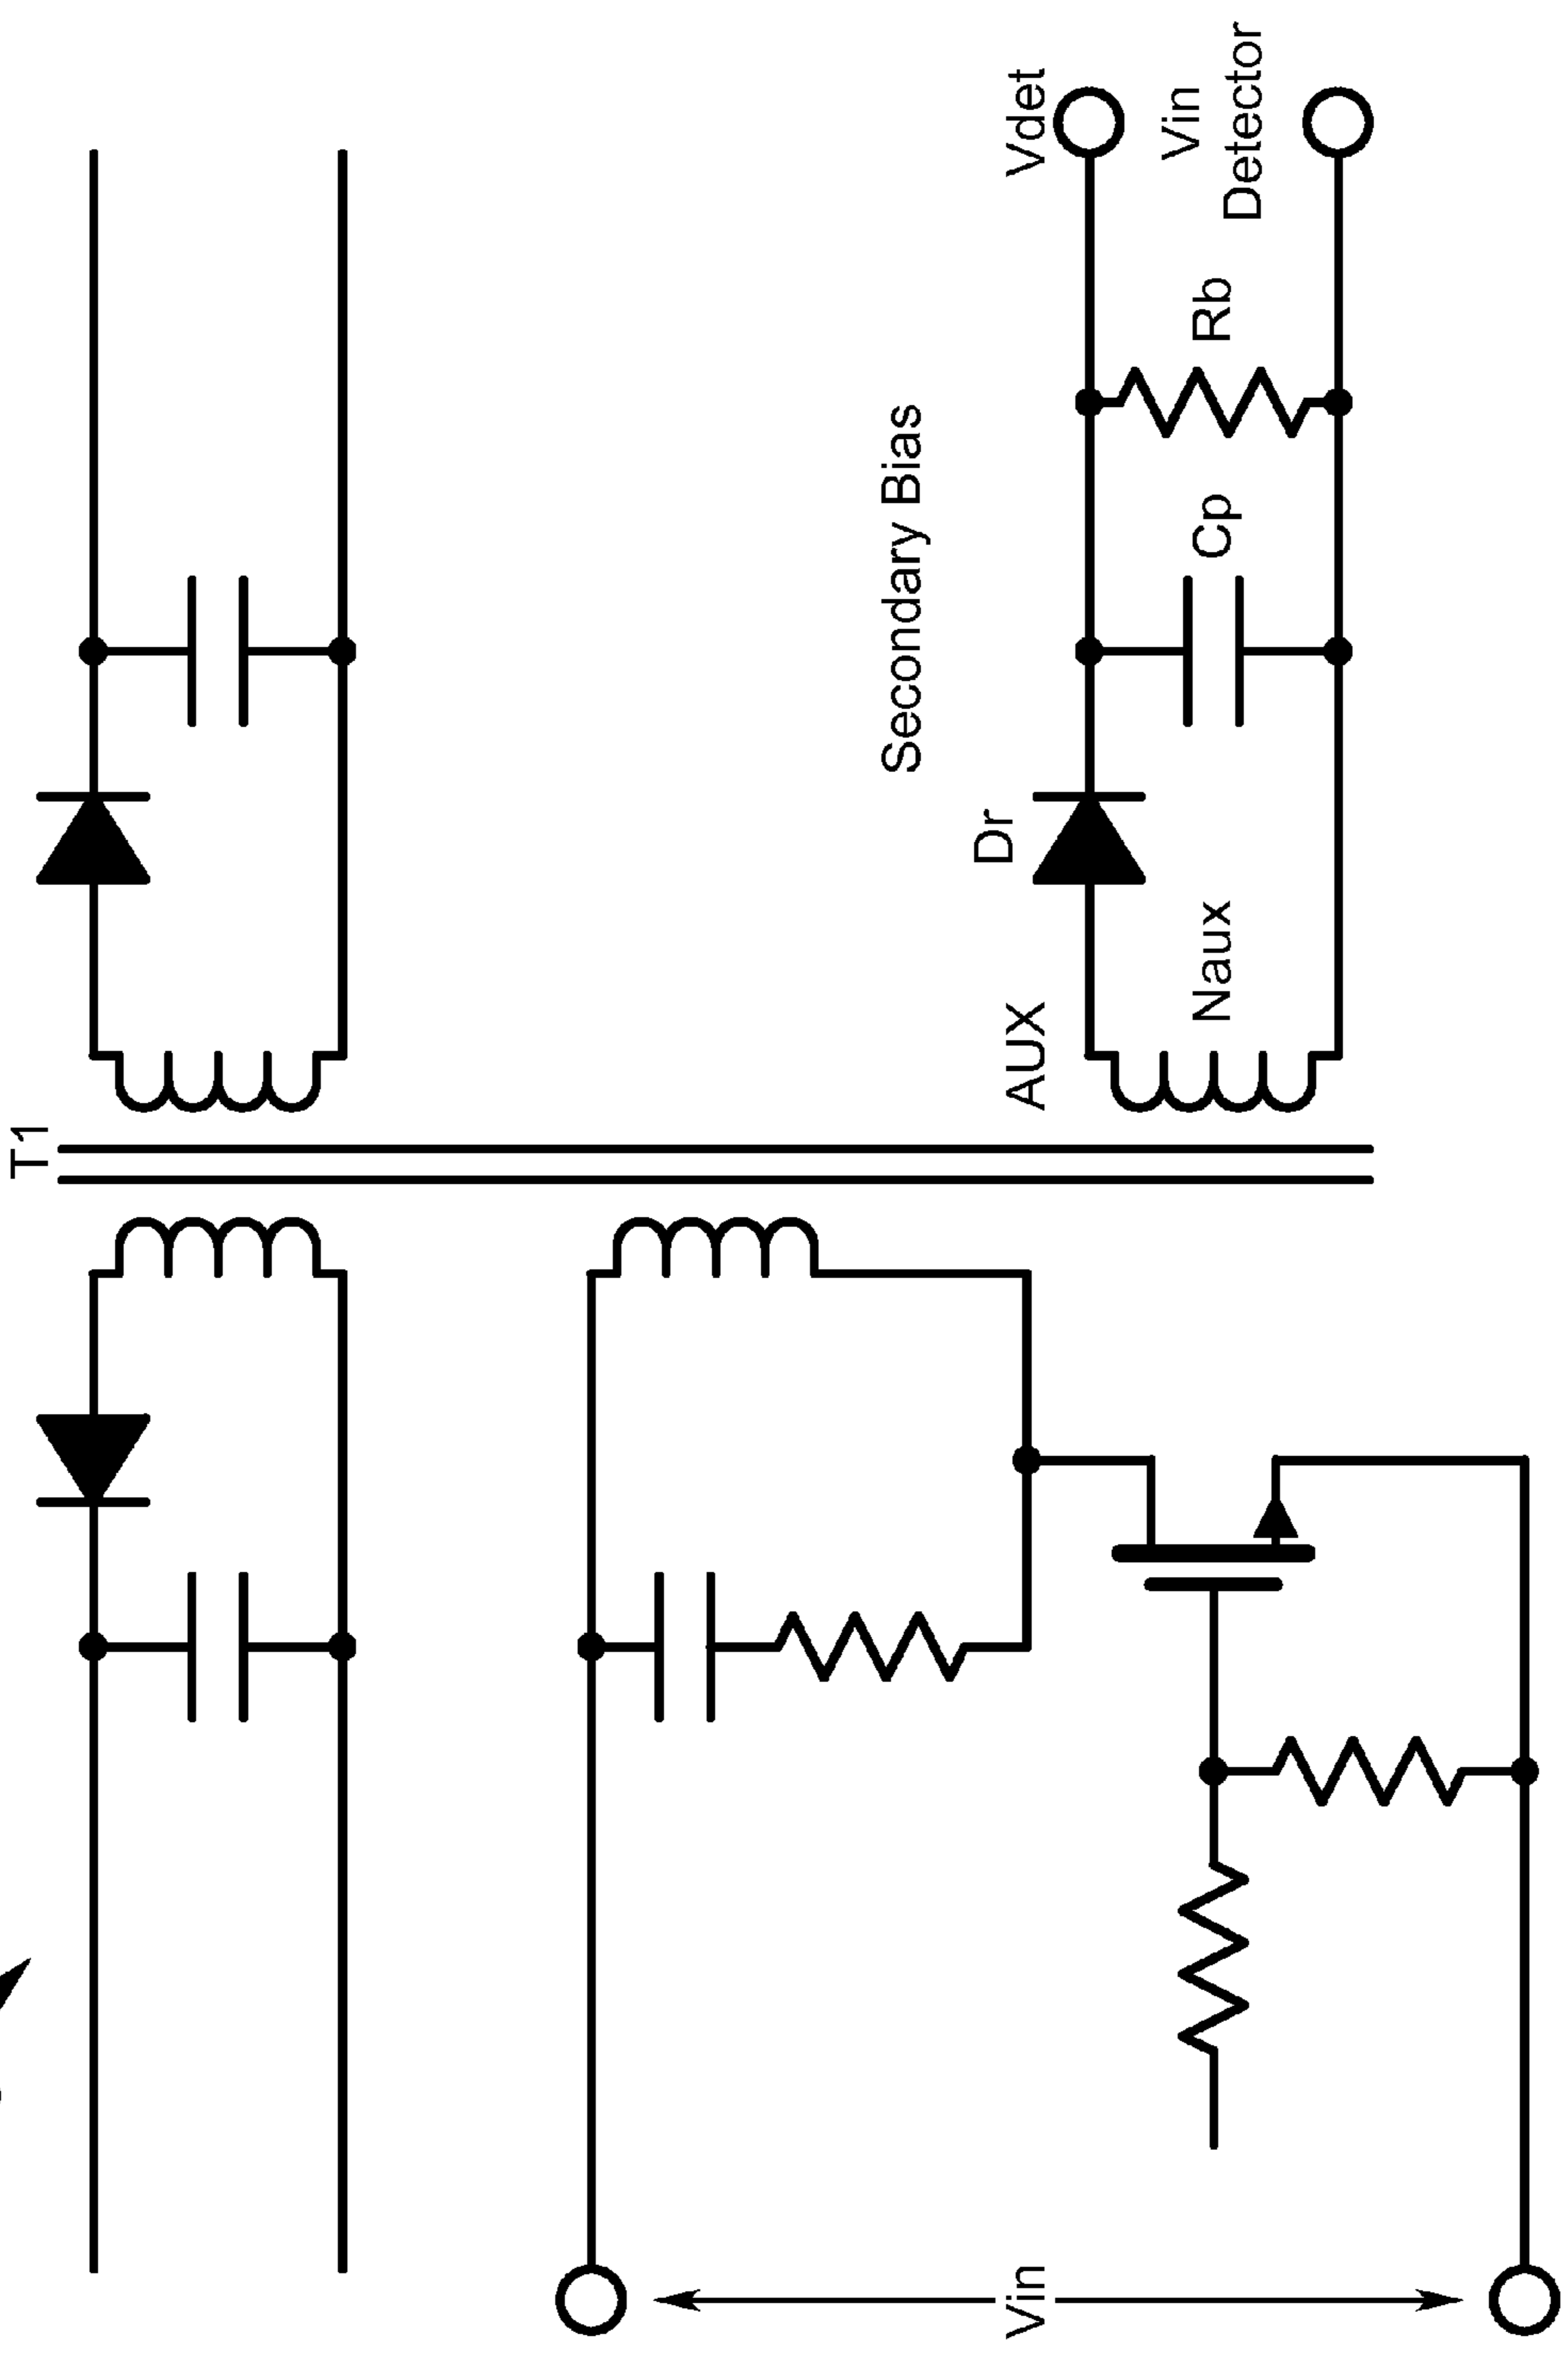 T1
Vin
Secondary Bias
AUX
Dr
Vdet
Naux
Cp
Rb
Vin
Detector